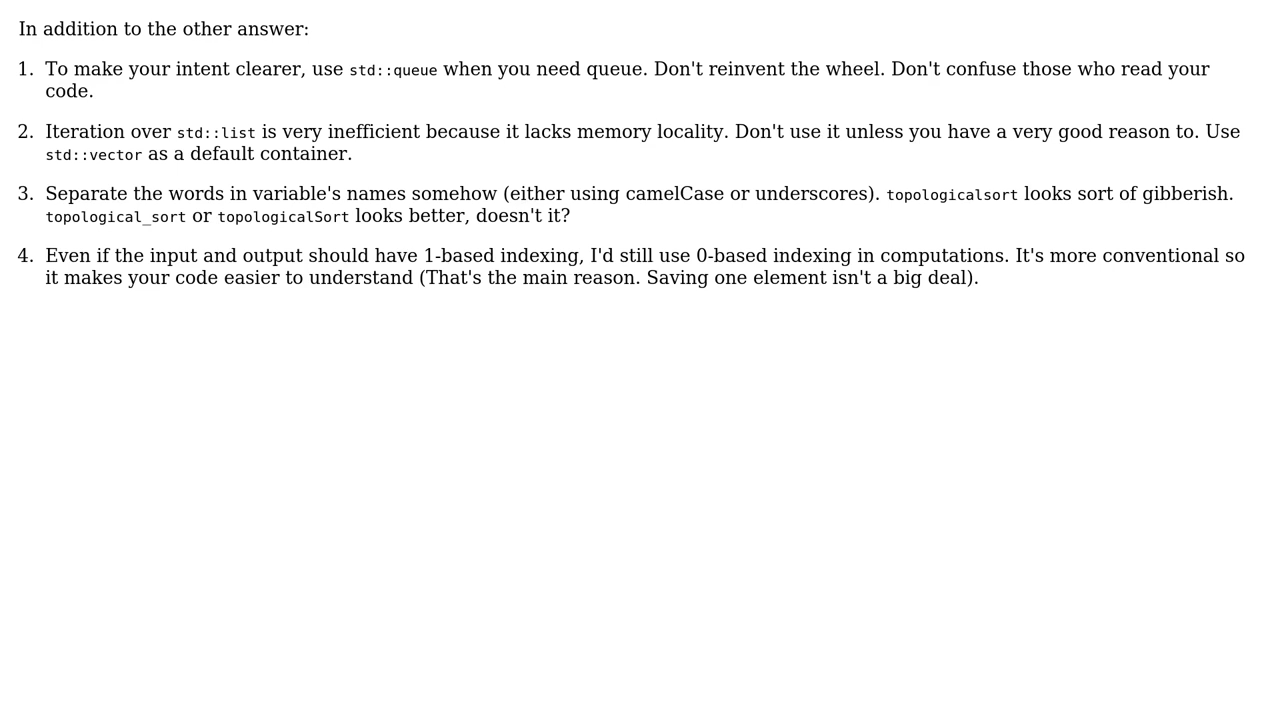 In addition to the other answer:
1. To make your intent clearer, use std::queue when you need queue. Don't reinvent the wheel. Don't confuse those who read your
code.
2. Iteration over std::list is very inefficient because it lacks memory locality. Don't use it unless you have a very good reason to. Use
std::vector as a default container.
3. Separate the words in variable's names somehow (either using camelCase or underscores). topologicalsort looks sort of gibberish.
topological_sort or topologicalSort looks better, doesn't it?
4. Even if the input and output should have 1-based indexing, I'd still use 0-based indexing in computations. It's more conventional so
it makes your code easier to understand (That's the main reason. Saving one element isn't a big deal).